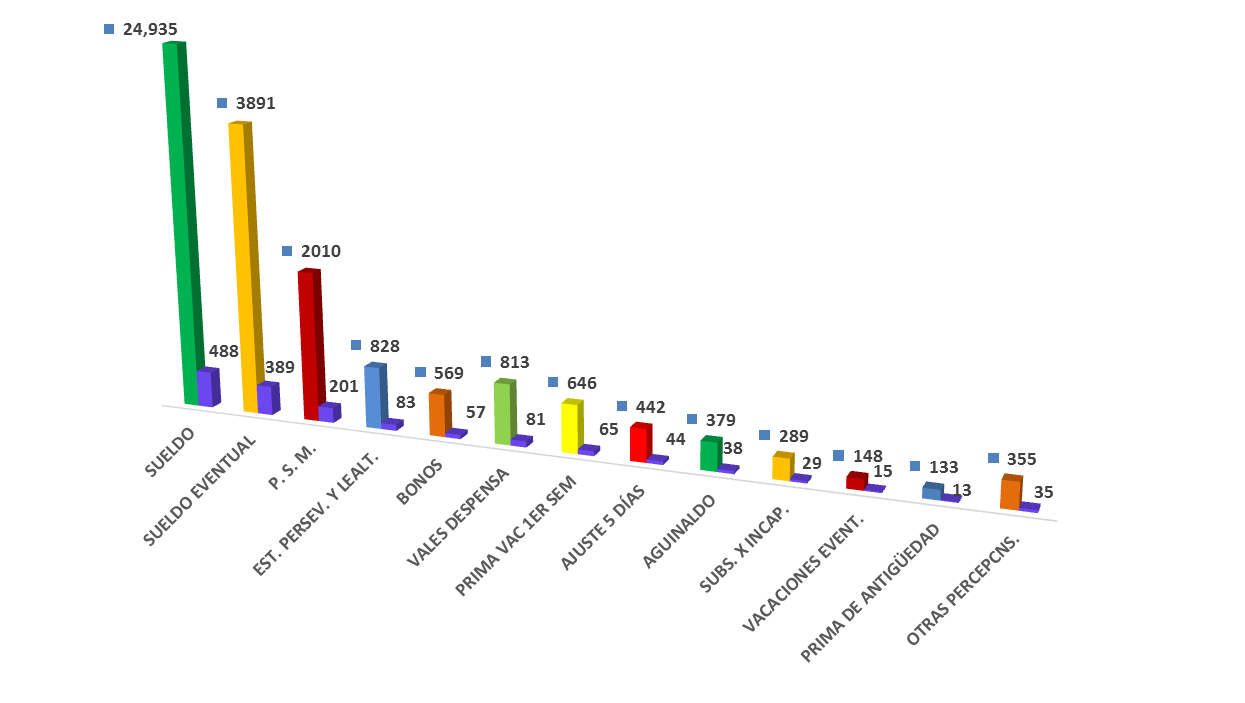 24,935
3891
2010
828
569
813
646
442
379
289
148
133
355
488
389
201
83
57
81
65
44
38
29
15
13
35
SUELDO
SUELDO EVENTUAL
P. S. M.
EST. PERSEV. Y LEALT.
BONOS
VALES DESPENSA
PRIMA VAC 1ER SEM
AJUSTE 5 DÍAS
AGUINALDO
SUBS. X INCAP.
VACACIONES EVENT.
PRIMA DE ANTIGÜEDAD
OTRAS PERCEPCNS.